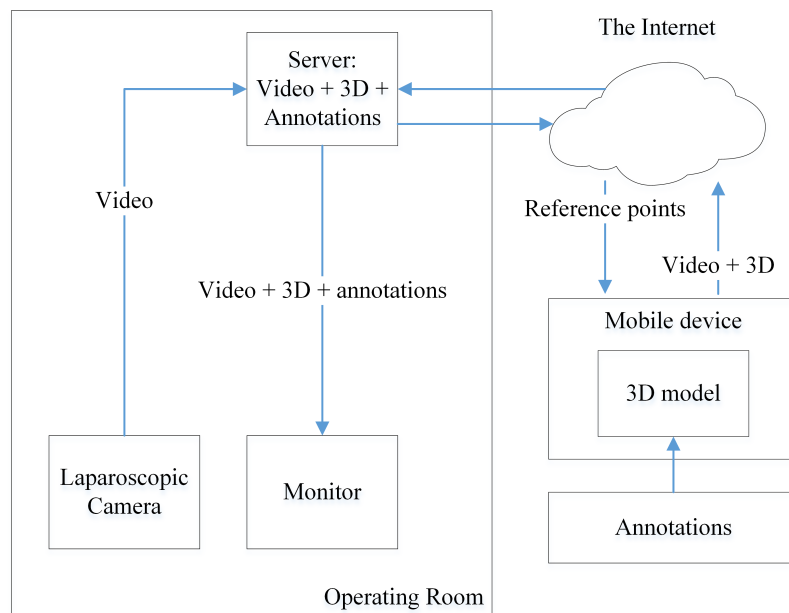 The Internet
Server:
Video + 3D +
Annotations
Video
Reference points
Video + 3D
Video + 3D + annotations
Mobile device
3D model
Laparoscopic
Camera
Monitor
Annotations
Operating Room